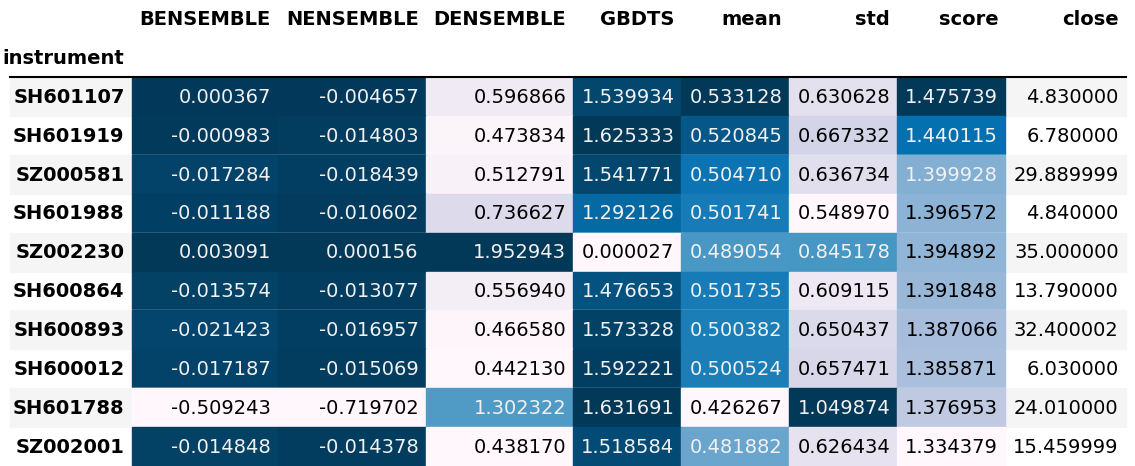 BENSEMBLE NENSEMBLE DENSEMBLE GBDTS mean std score close
instrument
SH601107 0.000367 -0.004657 0.596866 1.539934 0.533128 0.630628 1.475739 4.830000
SH601919 -0.000983 -0.014803 0.473834 1.625333 0.520845 0.667332 1.440115 6.780000
SZ000581 -0.017284 -0.018439 0.512791 1.541771 0.504710 0.636734 1.399928 29.889999
SH601988 -0.011188 -0.010602 0.736627 1.292126 0.501741 0.548970 1.396572 4.840000
SZ002230 0.003091 0.000156 1.952943 0.000027 0.489054 0.845178 1.394892 35.000000
SH600864 -0.013574 -0.013077 0.556940 1.476653 0.501735 0.609115 1.391848 13.790000
SH600893 -0.021423 -0.016957 0.466580 1.573328 0.500382 0.650437 1.387066 32.400002
SH600012 -0.017187 -0.015069 0.442130 1.592221 0.500524 0.657471 1.385871 6.030000
SH601788 -0.509243 -0.719702 1.302322 1.631691 0.426267 1.049874 1.376953 24.010000
SZ002001 -0.014848 -0.014378 0.438170 1.518584 0.481882 0.626434 1.334379 15.459999